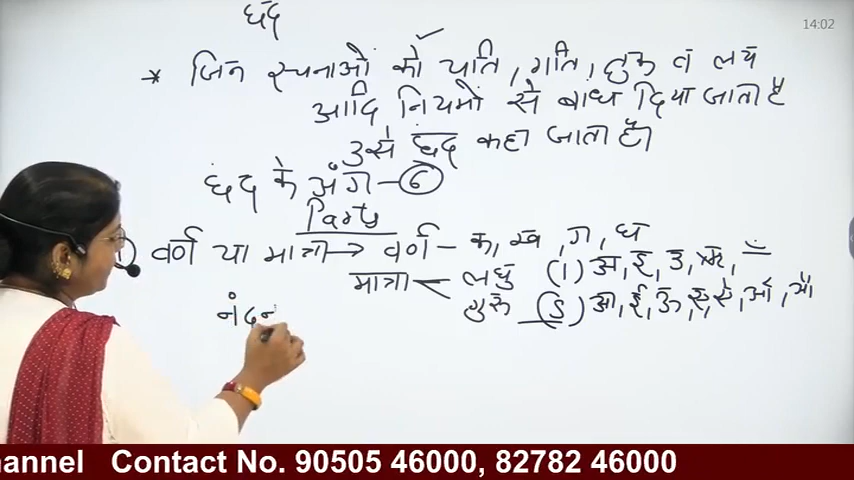 छंद
14:02
* जिन रचनाओं को यति, गति, तुक व लय
आदि नियमों से बांध दिया जाता है
उसे छंद कहा जाता है।
छंद के अंग - 6
Parts
वर्ण या मात्रा → वर्ण - क, ख, ग, घ
मात्रा < लघु (।) अ, इ, उ, ऋ, ँ
गुरु (S) आ, ई, ऊ, ए, ऐ, ओ, औ
नंदन
hannel Contact No. 90505 46000, 82782 46000